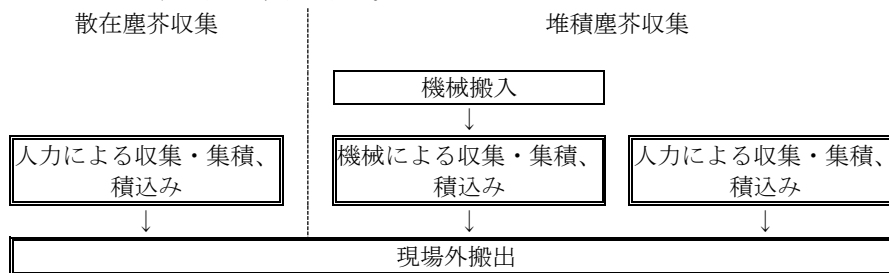 散在塵芥収集
堆積塵芥収集
機械搬入
↓
人力による収集・集積、
積込み
機械による収集・集積、
積込み
人力による収集・集積、
積込み
↓
↓
↓
現場外搬出